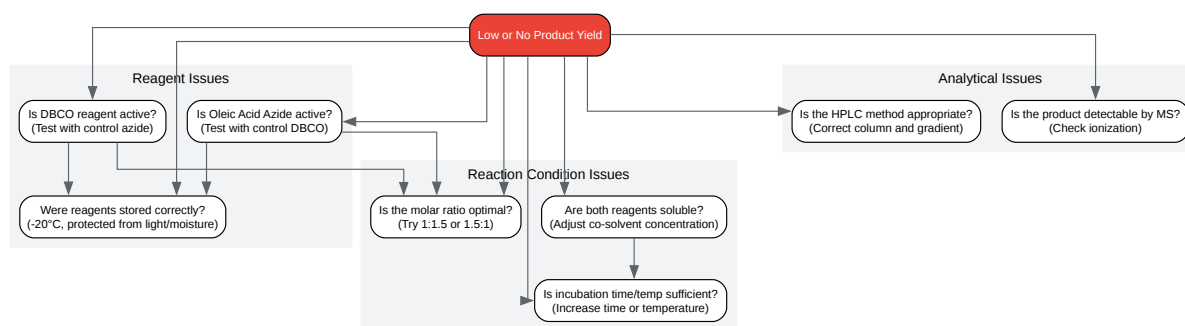 Low or No Product Yield
Reagent Issues
Analytical Issues
Is DBCO reagent active?
(Test with control azide)
Is Oleic Acid Azide active?
(Test with control DBCO)
Is the HPLC method appropriate?
(Correct column and gradient)
Is the product detectable by MS?
(Check ionization)
Reaction Condition Issues
Were reagents stored correctly?
(-20°C, protected from light/moisture)
Is the molar ratio optimal?
(Try 1:1.5 or 1.5:1)
Are both reagents soluble?
(Adjust co-solvent concentration)
Is incubation time/temp sufficient?
(Increase time or temperature)